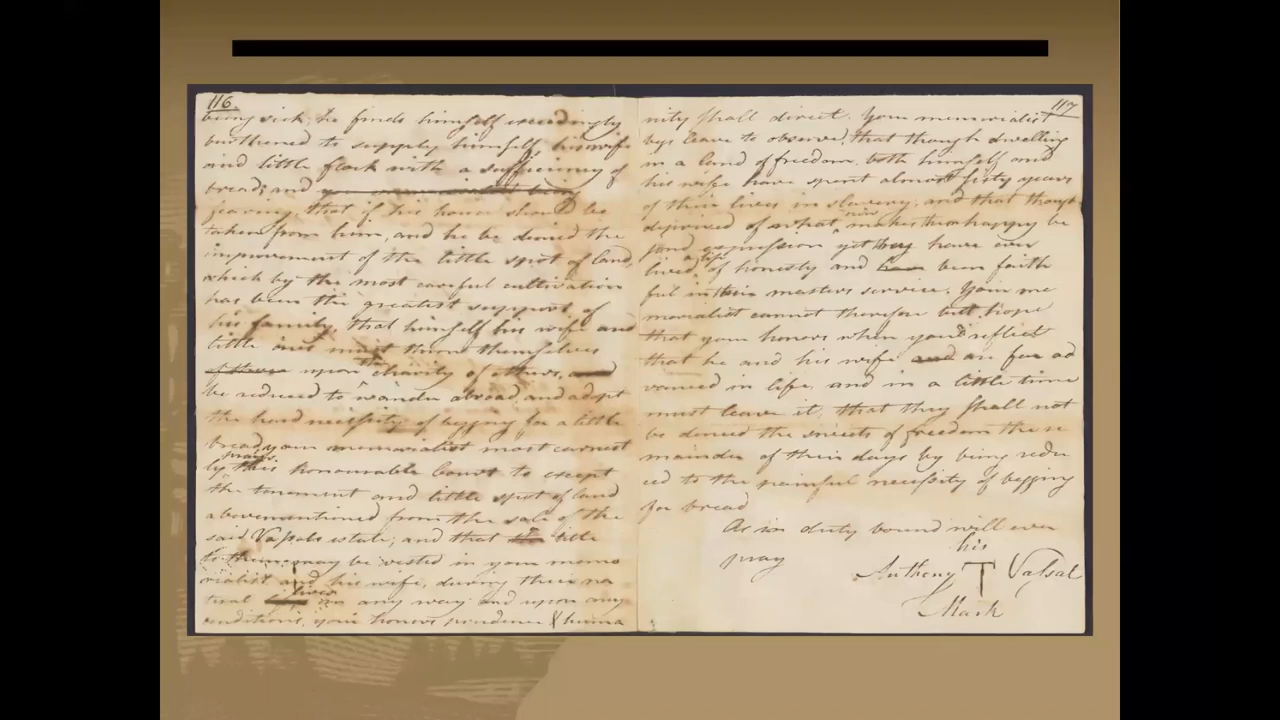 116.
being sick, he finds himself exceedingly
burthened to supply himself, his wife
and little flock with a sufficiency of
bread; and
fearing, that if his house should be
taken from him, and he be denied the
improvement of the little spot of land,
which by the most careful cultivation
has been the greatest support of
his family, that himself his wife and
little ones must throw themselves
upon the charity of others,
be reduced to wander abroad, and adopt
the hard necessity of begging for a little
bread, your memorialist most earnest
ly prays this honourable Court to except
the tenement and little spot of land
abovementioned from the sale of the
said Vassals estate; and that title
to them may be vested in your memo
rialist and his wife, during their na
tural lives in any way and upon any
conditions, your honors prudence & huma
117
nity shall direct. Your memorialist
begs leave to observe, that though dwelling
in a land of freedom, both himself and
his wife have spent almost sixty years
of their lives in slavery, and that though
deprived of what now makes them happy be
yond expression yet they have ever
lived a life of honesty and been faith
ful in their masters service. Your me
morialist cannot therefore but hope
that your honors when you reflect
that he and his wife are far ad
vanced in life, and in a little time
must leave it, that they shall not
be denied the sweets of freedom the re
mainder of their days by being redu
ced to the painful necessity of begging
for bread
As in duty bound will ever
pray
his
Anthony T Vassal
Mark